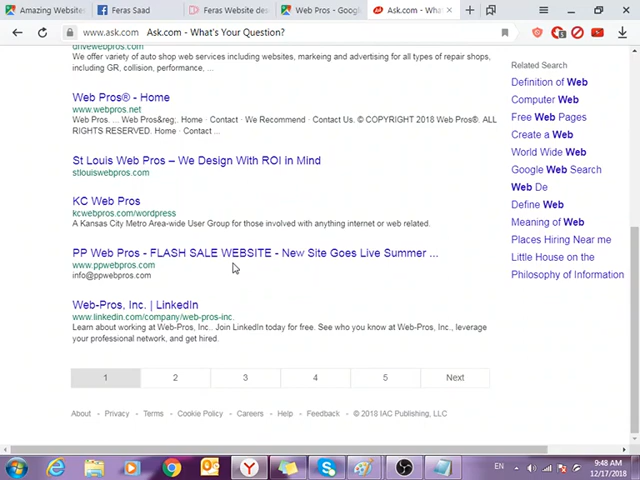 Amazing Websites
Feras Saad
Feras Website des
Web Pros - Googl
Ask.com - What's
www.ask.com Ask.com - What's Your Question?
drivewebpros.com
We offer variety of auto shop web services including websites, markeing and advertising for all types of repair shops,
including GR, collision, performance, ...
Web Pros® - Home
www.webpros.net
Web Pros. ... Web Pros&reg;. Home · Contact · We Recommend · Contact Us. © COPYRIGHT 2018 Web Pros®. ALL
RIGHTS RESERVED. Home · Contact ...
St Louis Web Pros – We Design With ROI in Mind
stlouiswebpros.com
KC Web Pros
kcwebpros.com/wordpress
A Kansas City Metro Area-wide User Group for those involved with anything internet or web related.
PP Web Pros - FLASH SALE WEBSITE - New Site Goes Live Summer ...
www.ppwebpros.com
info@ppwebpros.com
Web-Pros, Inc. | LinkedIn
www.linkedin.com/company/web-pros-inc.
Learn about working at Web-Pros, Inc.. Join LinkedIn today for free. See who you know at Web-Pros, Inc., leverage
your professional network, and get hired.
1 2 3 4 5 Next
About - Privacy - Terms - Cookie Policy - Careers - Help - Feedback - © 2018 IAC Publishing, LLC
Related Search
Definition of Web
Computer Web
Free Web Pages
Create a Web
World Wide Web
Google Web Search
Web De
Define Web
Meaning of Web
Places Hiring Near me
Little House on the
Philosophy of Information
EN
9:48 AM
12/17/2018